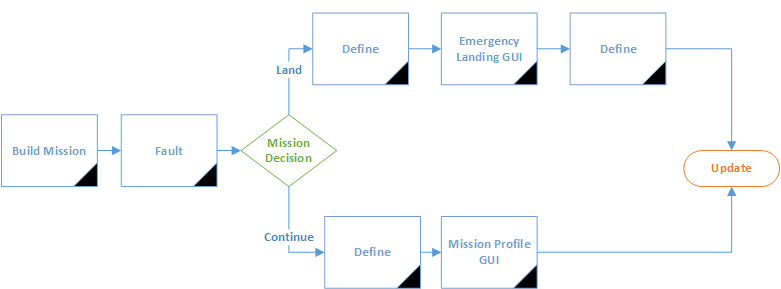 Define
Emergency
Landing GUI
Define
Land
Build Mission
Fault
Mission
Decision
Update
Continue
Define
Mission Profile
GUI